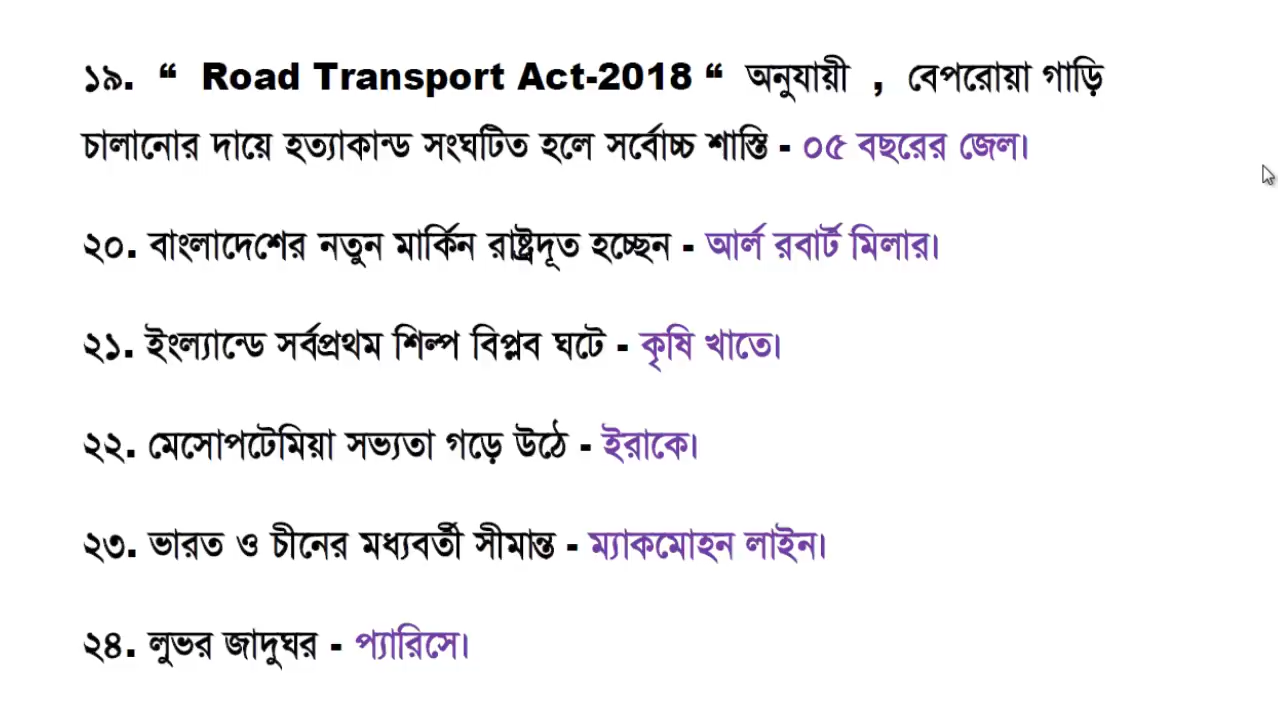 ১৯. “ Road Transport Act-2018 “ অনুযায়ী , বেপরোয়া গাড়ি
চালানোর দায়ে হত্যাকান্ড সংঘটিত হলে সর্বোচ্চ শাস্তি - ০৫ বছরের জেল।
২০. বাংলাদেশের নতুন মার্কিন রাষ্ট্রদূত হচ্ছেন - আর্ল রবার্ট মিলার।
২১. ইংল্যান্ডে সর্বপ্রথম শিল্প বিপ্লব ঘটে - কৃষি খাতে।
২২. মেসোপটেমিয়া সভ্যতা গড়ে উঠে - ইরাকে।
২৩. ভারত ও চীনের মধ্যবর্তী সীমান্ত - ম্যাকমোহন লাইন।
২৪. লুভর জাদুঘর - প্যারিসে।